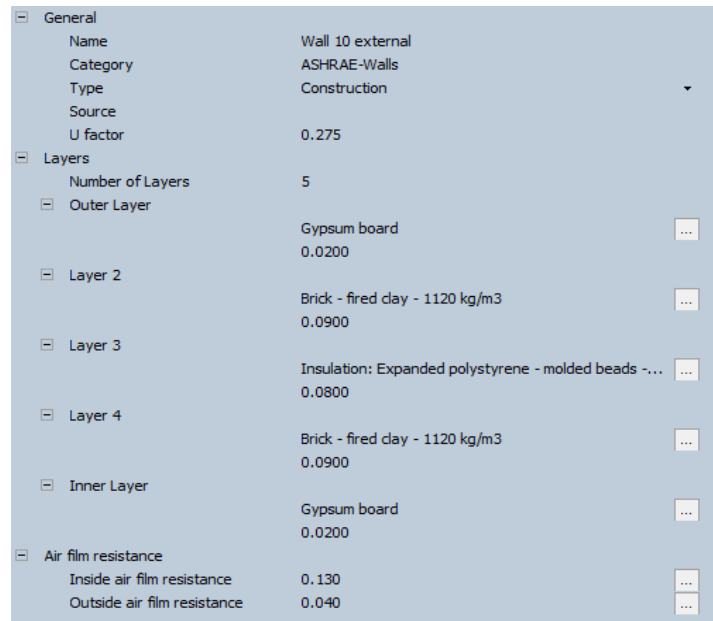 General
Name Wall 10 external
Category ASHRAE-Walls
Type Construction
Source
U factor 0.275
Layers
Number of Layers 5
Outer Layer
Gypsum board ...
0.0200
Layer 2
Brick - fired clay - 1120 kg/m3 ...
0.0900
Layer 3
Insulation: Expanded polystyrene - molded beads -... ...
0.0800
Layer 4
Brick - fired clay - 1120 kg/m3 ...
0.0900
Inner Layer
Gypsum board ...
0.0200
Air film resistance
Inside air film resistance 0.130 ...
Outside air film resistance 0.040 ...